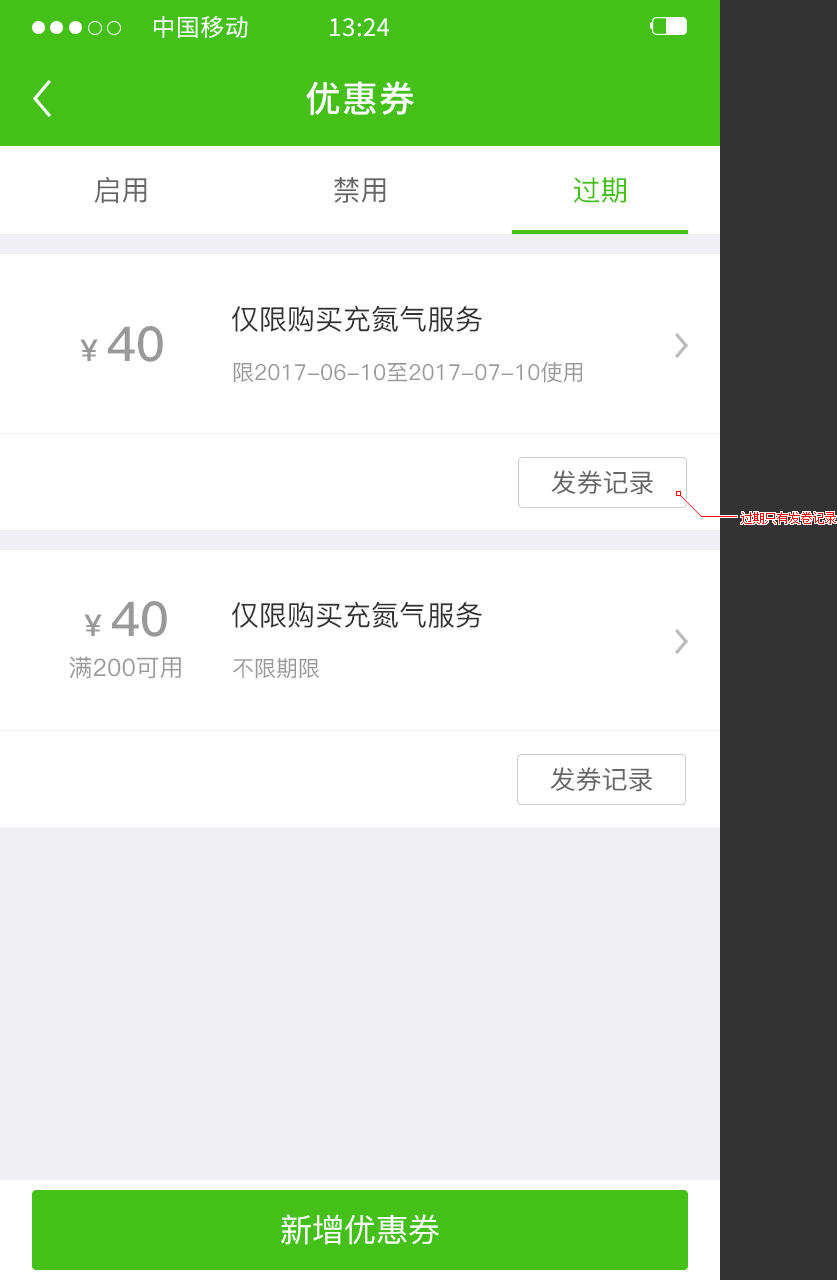 中国移动 13:24
优惠券
启用 禁用 过期
¥ 40
仅限购买充氮气服务
限2017-06-10至2017-07-10使用
发券记录
过期只有发卷记录
¥ 40
满200可用
仅限购买充氮气服务
不限期限
发券记录
新增优惠券